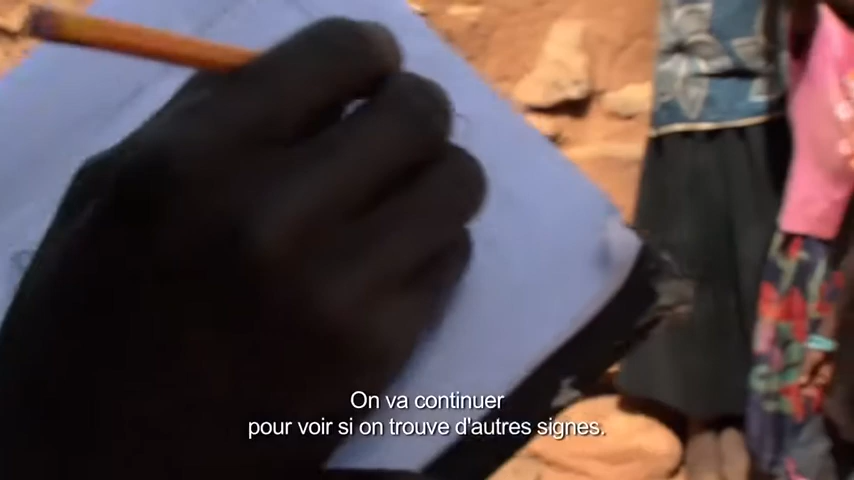 On va continuer
pour voir si on trouve d'autres signes.